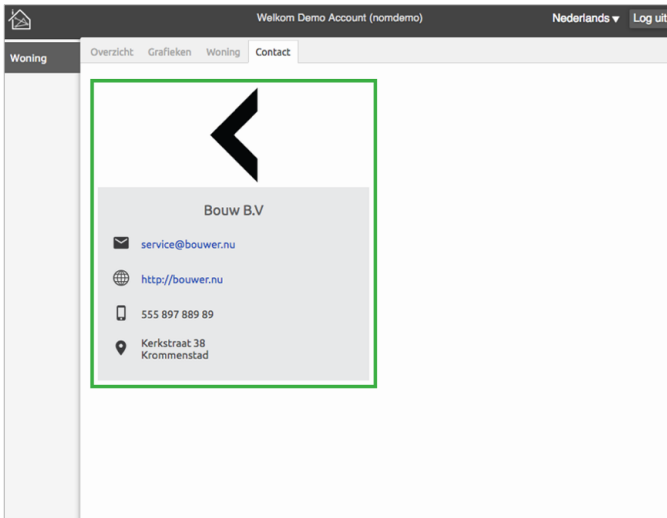 Welkom Demo Account (nomdemo)
Nederlands ▾ Log uit
Woning
Overzicht Grafieken Woning Contact
Bouw B.V
service@bouwer.nu
http://bouwer.nu
555 897 889 89
Kerkstraat 38
Krommenstad